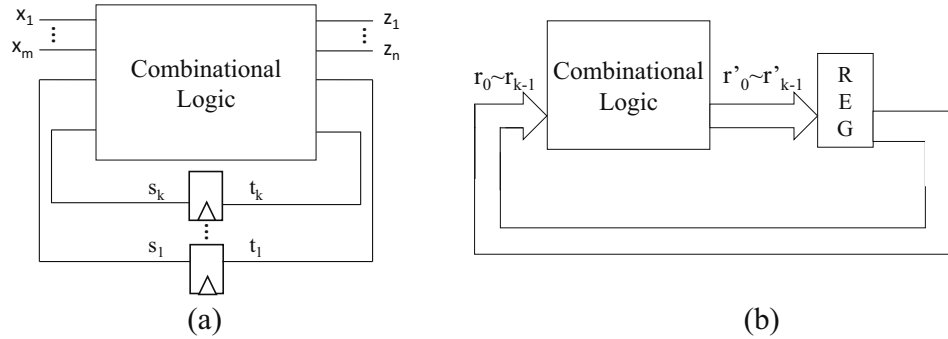 x₁
xₘ
Combinational
Logic
z₁
zₙ
sₖ
tₖ
s₁
t₁
(a)
r₀~rₖ₋₁
Combinational
Logic
r'₀~r'ₖ₋₁
R
E
G
(b)